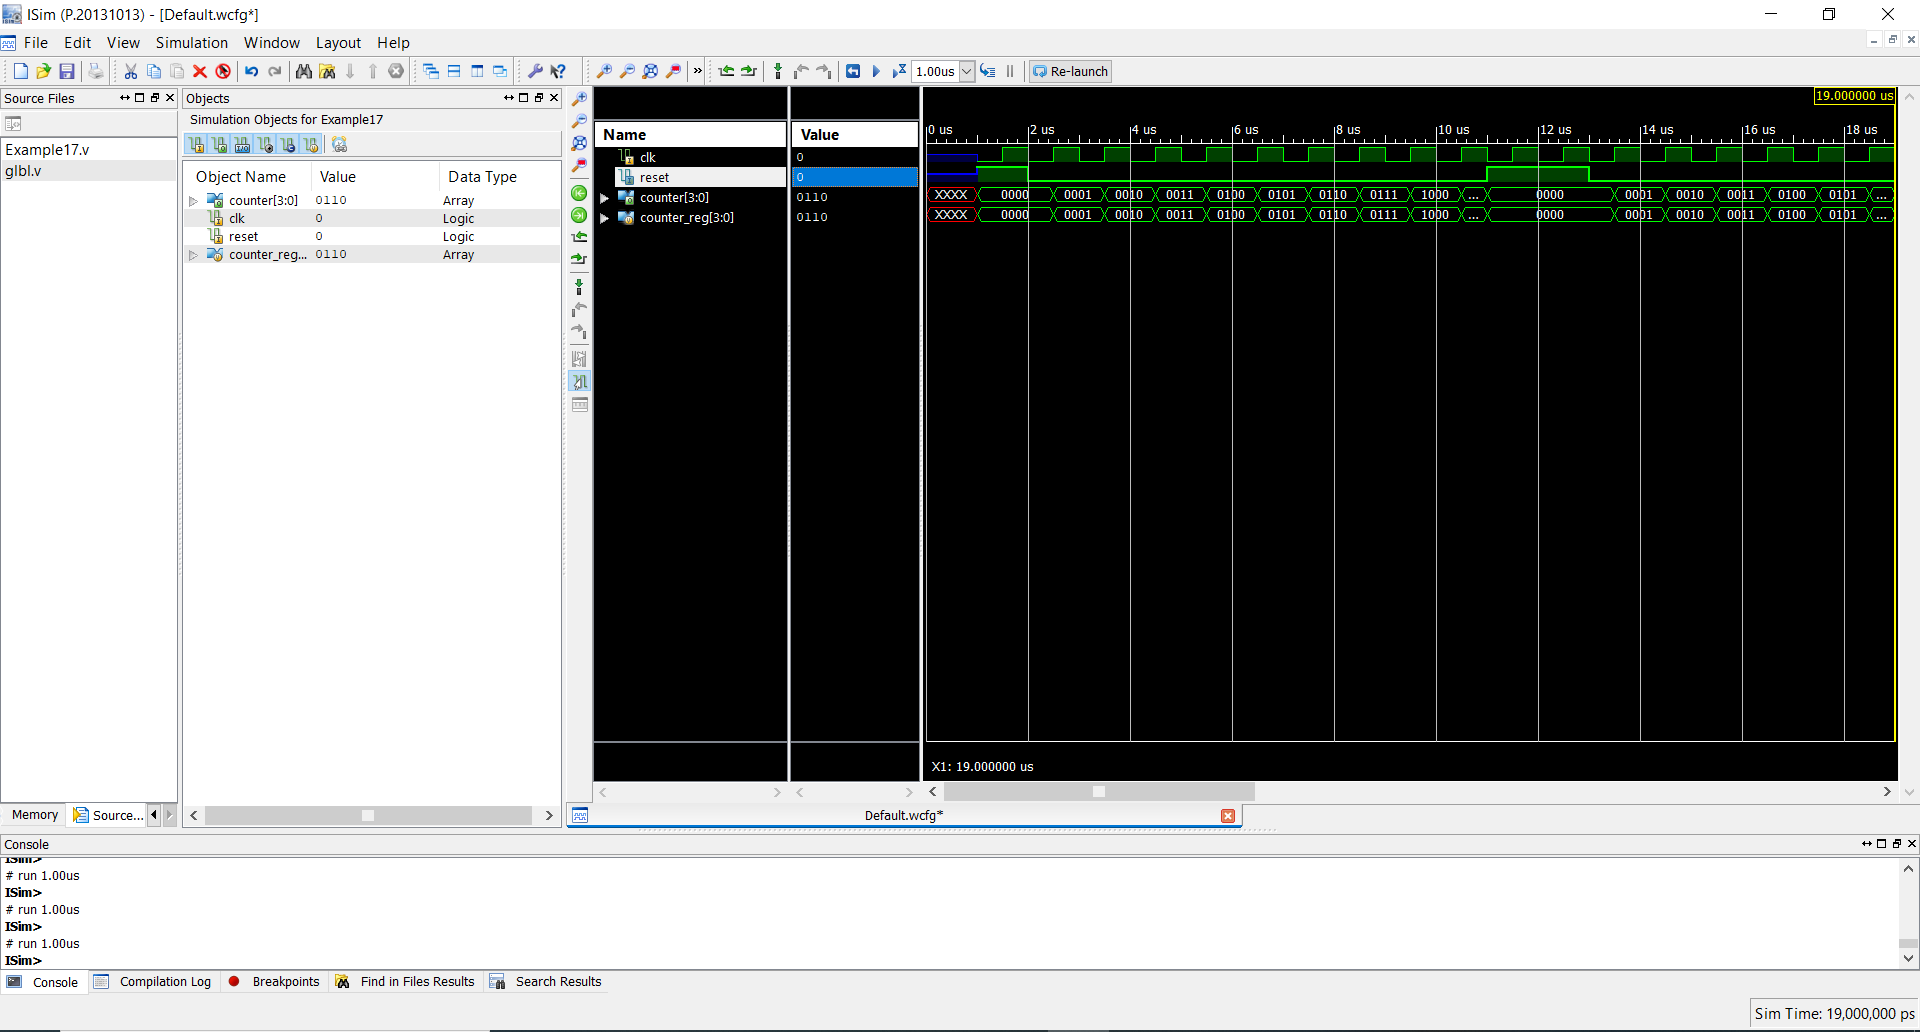 ISim (P.20131013) - [Default.wcfg*]
File Edit View Simulation Window Layout Help
1.00us Re-launch
Source Files
Example17.v
glbl.v
Memory Source...
Objects
Simulation Objects for Example17
Object Name Value Data Type
counter[3:0] 0110 Array
clk 0 Logic
reset 0 Logic
counter_reg... 0110 Array
Name Value
clk 0
reset 0
counter[3:0] 0110
counter_reg[3:0] 0110
19.000000 us
0 us 2 us 4 us 6 us 8 us 10 us 12 us 14 us 16 us 18 us
XXXX 0000 0001 0010 0011 0100 0101 0110 0111 1000 ... 0000 0001 0010 0011 0100 0101 ...
XXXX 0000 0001 0010 0011 0100 0101 0110 0111 1000 ... 0000 0001 0010 0011 0100 0101 ...
X1: 19.000000 us
Default.wcfg*
Console
ISim>
# run 1.00us
ISim>
# run 1.00us
ISim>
# run 1.00us
ISim>
Console Compilation Log Breakpoints Find in Files Results Search Results
Sim Time: 19,000,000 ps